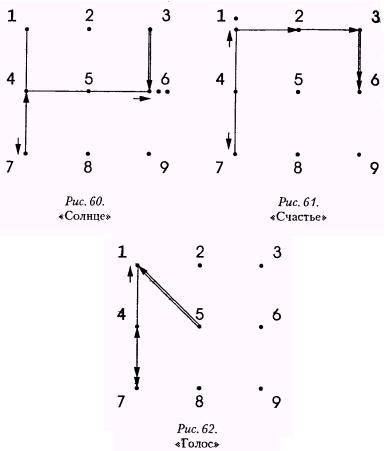 1 2 3 1 2 3
4 5 6 4 5 6
7 8 9 7 8 9
Рис. 60. Рис. 61.
«Солнце» «Счастье»
1 2 3
4 5 6
7 8 9
Рис. 62.
«Голос»